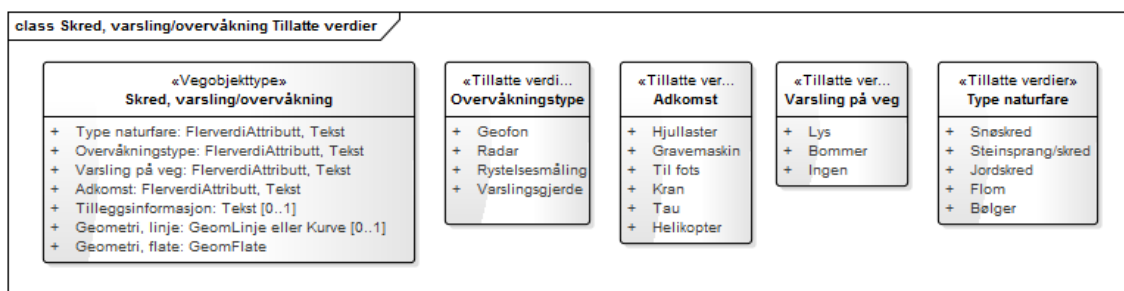 class Skred, varsling/overvåkning Tillatte verdier
«Vegobjekttype»
Skred, varsling/overvåkning
+ Type naturfare: FlerverdiAttributt, Tekst
+ Overvåkningstype: FlerverdiAttributt, Tekst
+ Varsling på veg: FlerverdiAttributt, Tekst
+ Adkomst: FlerverdiAttributt, Tekst
+ Tilleggsinformasjon: Tekst [0..1]
+ Geometri, linje: GeomLinje eller Kurve [0..1]
+ Geometri, flate: GeomFlate
«Tillatte verdi...
Overvåkningstype
+ Geofon
+ Radar
+ Rystelsesmåling
+ Varslingsgjerde
«Tillatte ver...
Adkomst
+ Hjullaster
+ Gravemaskin
+ Til fots
+ Kran
+ Tau
+ Helikopter
«Tillatte ver...
Varsling på veg
+ Lys
+ Bommer
+ Ingen
«Tillatte verdier»
Type naturfare
+ Snøskred
+ Steinsprang/skred
+ Jordskred
+ Flom
+ Bølger